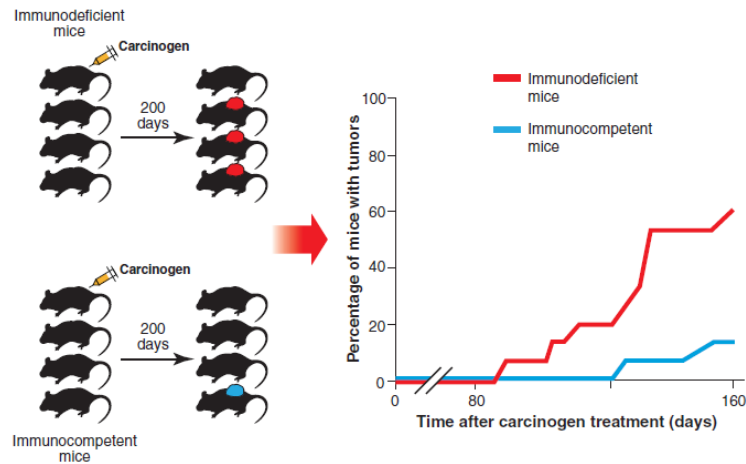 Immunodeficient
mice
Carcinogen
200
days
Carcinogen
200
days
Immunocompetent
mice
Immunodeficient
mice
Immunocompetent
mice
Percentage of mice with tumors
100
80
60
40
20
0
0
80
160
Time after carcinogen treatment (days)